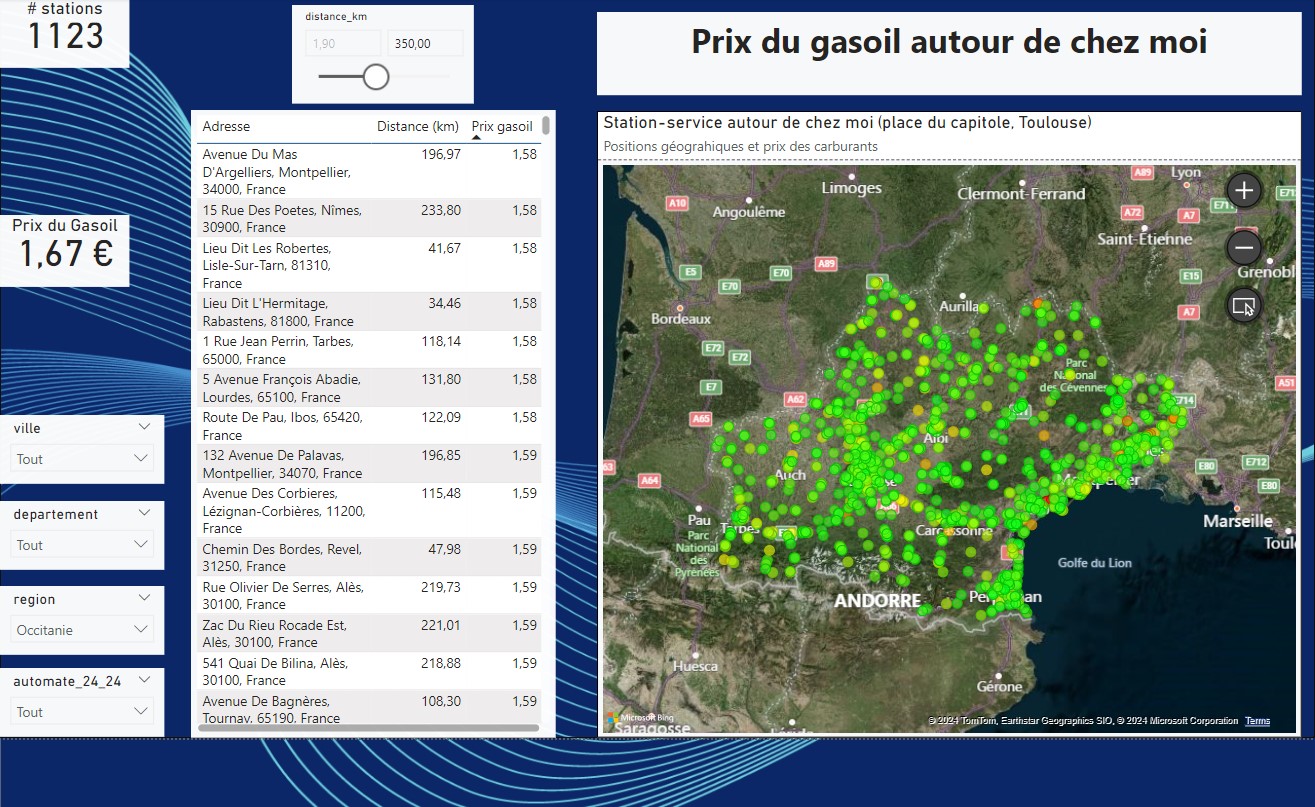 # stations
1123
distance_km
1,90
350,00
Prix du gasoil autour de chez moi
Prix du Gasoil
1,67 €
ville
Tout
departement
Tout
region
Occitanie
automate_24_24
Tout
Adresse Distance (km) Prix gasoil
Avenue Du Mas 196,97 1,58
D'Argelliers, Montpellier,
34000, France
15 Rue Des Poetes, Nîmes, 233,80 1,58
30900, France
Lieu Dit Les Robertes, 41,67 1,58
Lisle-Sur-Tarn, 81310,
France
Lieu Dit L'Hermitage, 34,46 1,58
Rabastens, 81800, France
1 Rue Jean Perrin, Tarbes, 118,14 1,58
65000, France
5 Avenue François Abadie, 131,80 1,58
Lourdes, 65100, France
Route De Pau, Ibos, 65420, 122,09 1,58
France
132 Avenue De Palavas, 196,85 1,59
Montpellier, 34070, France
Avenue Des Corbieres, 115,48 1,59
Lézignan-Corbières, 11200,
France
Chemin Des Bordes, Revel, 47,98 1,59
31250, France
Rue Olivier De Serres, Alès, 219,73 1,59
30100, France
Zac Du Rieu Rocade Est, 221,01 1,59
Alès, 30100, France
541 Quai De Bilina, Alès, 218,88 1,59
30100, France
Avenue De Bagnères, 108,30 1,59
Tournay, 65190, France
Station-service autour de chez moi (place du capitole, Toulouse)
Positions géograhiques et prix des carburants
Limoges
Clermont-Ferrand
A89
Lyon
A10
Angoulême
A72
A7
E711
Saint-Étienne
E5
E70
E70
A89
E15
Grenobl
Aurilla
A7
Bordeaux
E72
E72
Parc
National
des Cévennes
E7
A62
A51
A65
E714
Albi
Auch
A64
E80
E712
E80
Pau
Parc
National
des
Pyrénées
Tarbes
Carcassonne
Montpellier
Marseille
Toulo
Golfe du Lion
ANDORRE
Huesca
Gérone
Microsoft Bing
Saragosse
© 2024 TomTom, Earthstar Geographics SIO, © 2024 Microsoft Corporation Terms